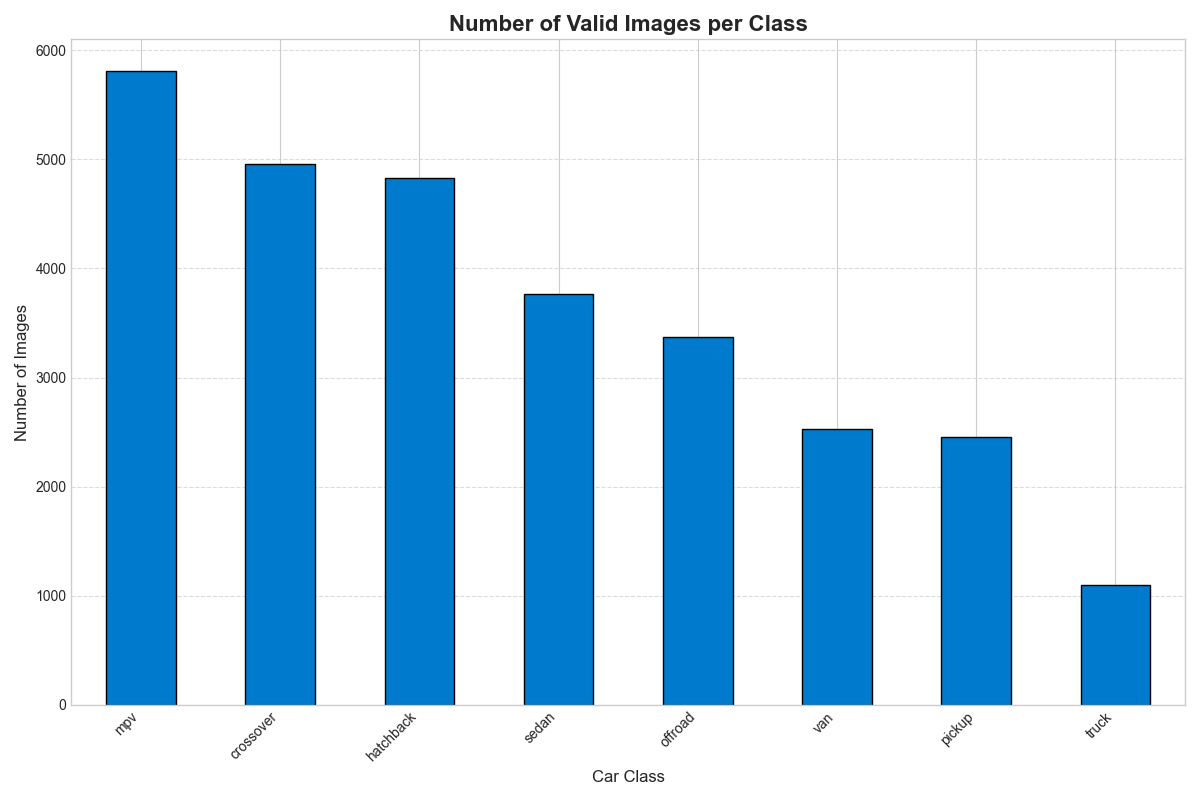 Number of Valid Images per Class
Number of Images
6000
5000
4000
3000
2000
1000
0
mpv
crossover
hatchback
sedan
offroad
van
pickup
truck
Car Class